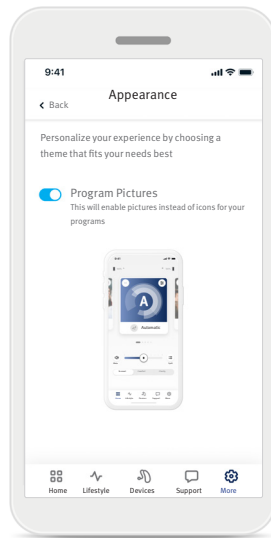 9:41
Appearance
Back
Personalize your experience by choosing a
theme that fits your needs best
Program Pictures
This will enable pictures instead of icons for your
programs
A
Automatic
Home Lifestyle Devices Support More